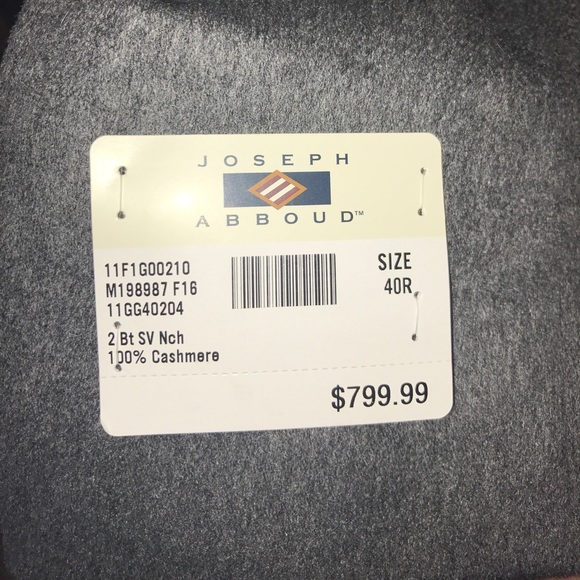 JOSEPH
ABBOUD™
11F1G00210
M198987 F16
11GG40204
2 Bt SV Nch
100% Cashmere
SIZE
40R
$799.99